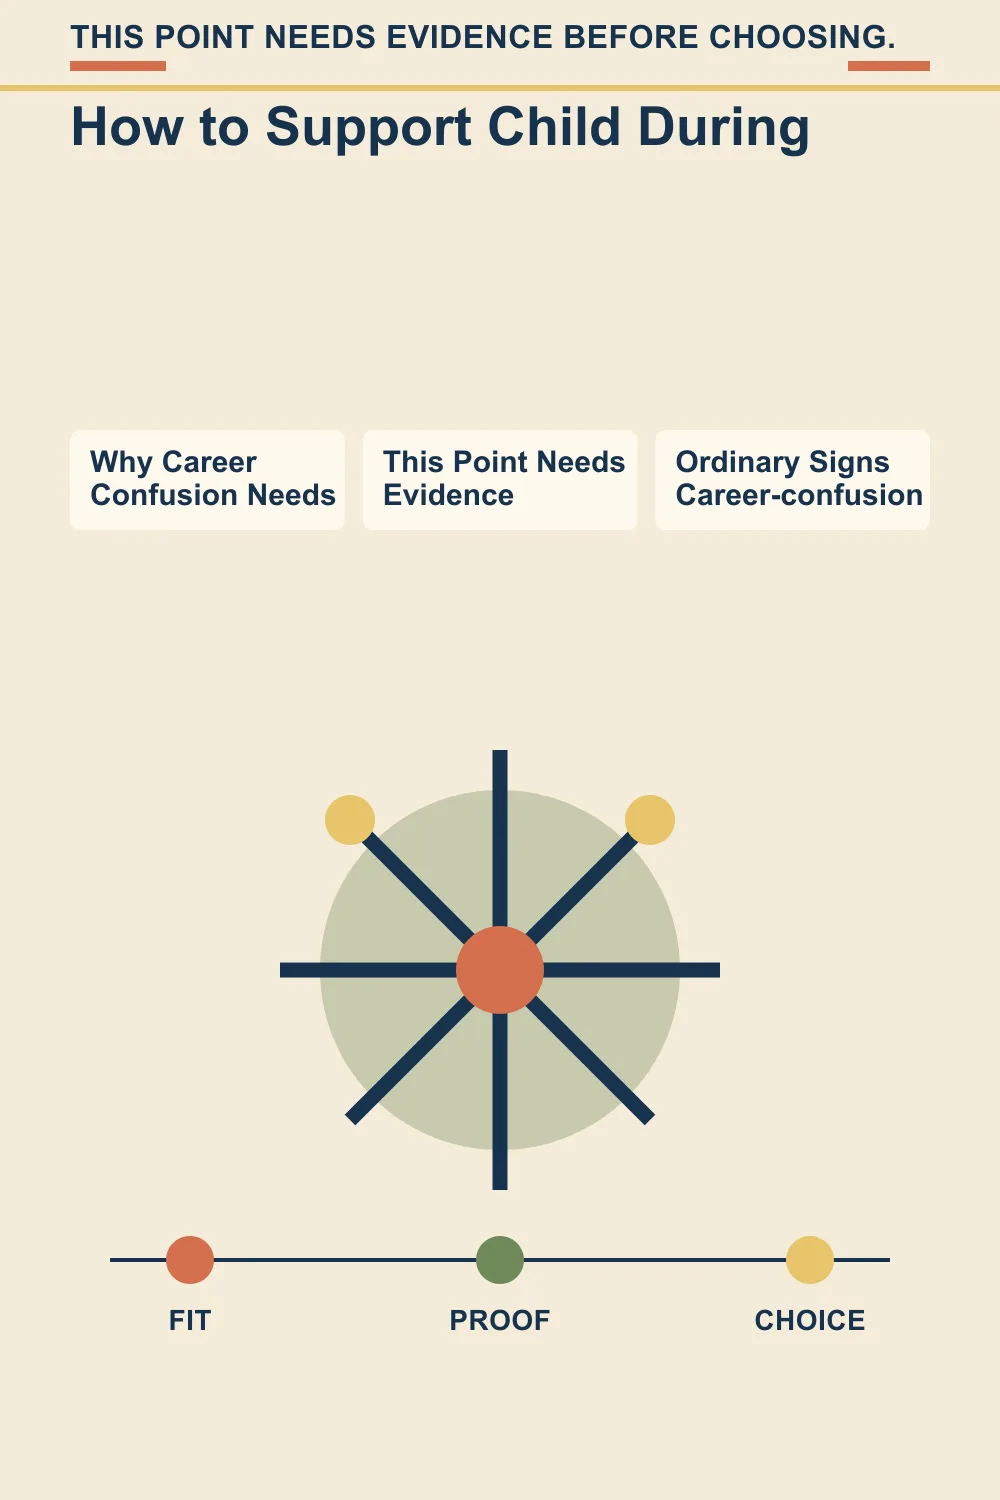 THIS POINT NEEDS EVIDENCE BEFORE CHOOSING.
How to Support Child During
Why Career
Confusion Needs
This Point Needs
Evidence
Ordinary Signs
Career-confusion
FIT
PROOF
CHOICE